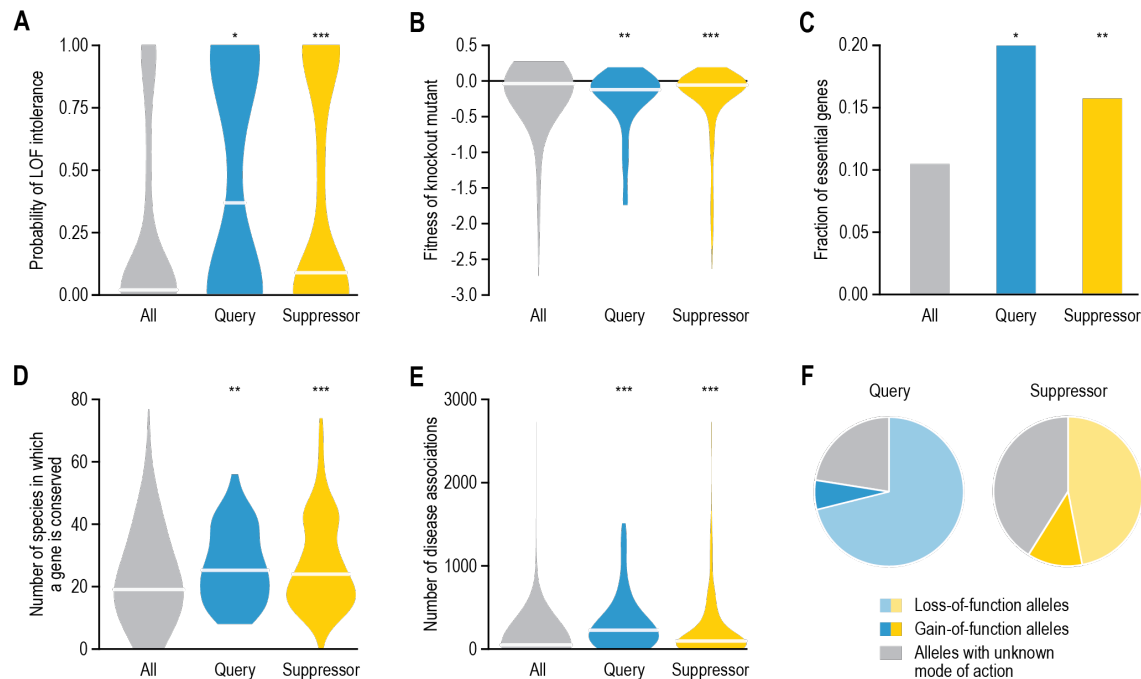 A
Probability of LOF intolerance
1.00
0.75
0.50
0.25
0.00
*
***
All
Query
Suppressor
B
Fitness of knockout mutant
0.5
0.0
-0.5
-1.0
-1.5
-2.0
-2.5
-3.0
**
***
All
Query
Suppressor
C
Fraction of essential genes
0.20
0.15
0.10
0.05
0.00
*
**
All
Query
Suppressor
D
Number of species in which
a gene is conserved
80
60
40
20
0
**
***
All
Query
Suppressor
E
Number of disease associations
3000
2000
1000
0
***
***
All
Query
Suppressor
F
Query
Suppressor
Loss-of-function alleles
Gain-of-function alleles
Alleles with unknown
mode of action